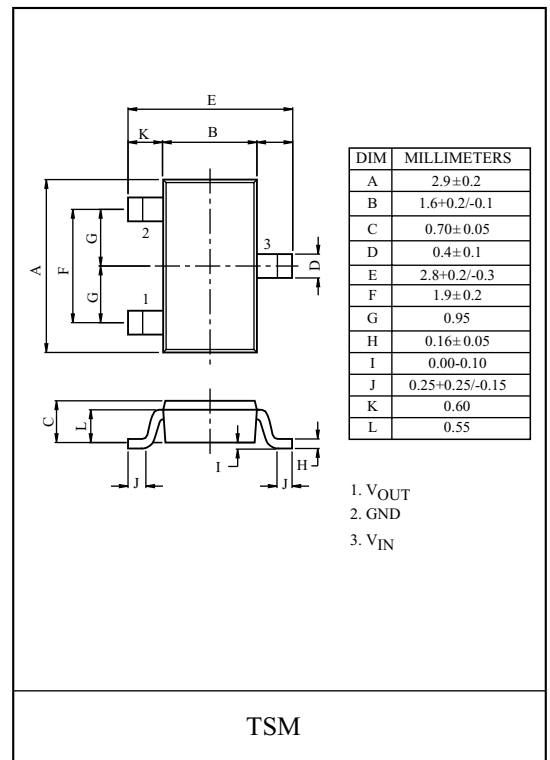 E
K
B
A
F
G
G
2
1
3
D
C
L
J
I
H
J
DIM MILLIMETERS
A 2.9±0.2
B 1.6+0.2/-0.1
C 0.70±0.05
D 0.4±0.1
E 2.8+0.2/-0.3
F 1.9±0.2
G 0.95
H 0.16±0.05
I 0.00-0.10
J 0.25+0.25/-0.15
K 0.60
L 0.55
1. VOUT
2. GND
3. VIN
TSM